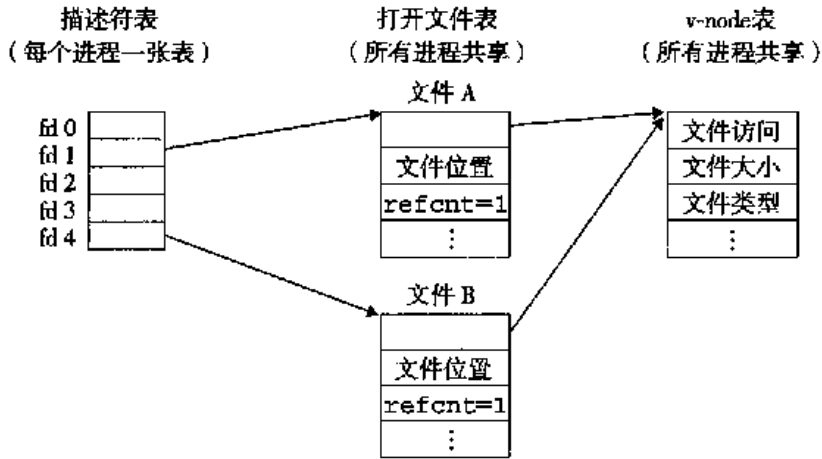 描述符表
（每个进程一张表）
打开文件表
（所有进程共享）
v-node表
（所有进程共享）
fd 0
fd 1
fd 2
fd 3
fd 4
文件 A
文件位置
refcnt=1
⋮
文件 B
文件位置
refcnt=1
⋮
文件访问
文件大小
文件类型
⋮